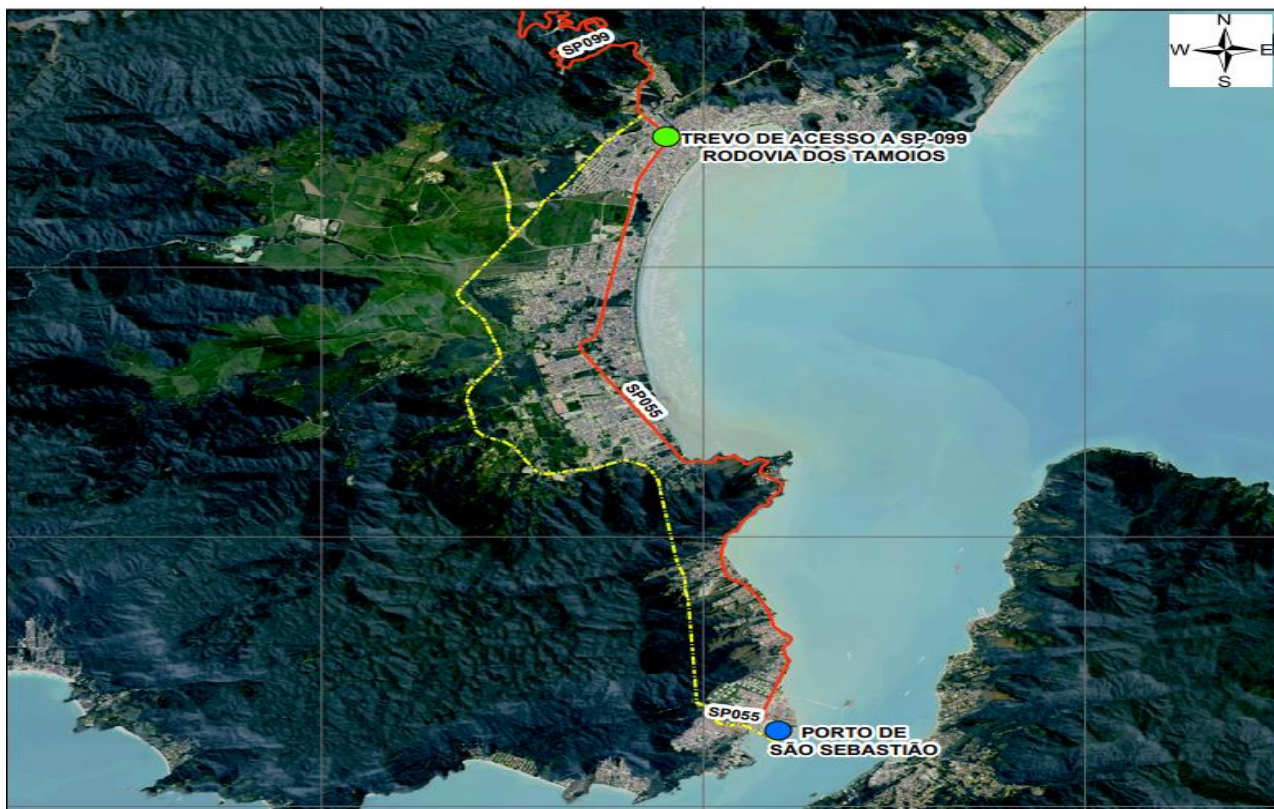 N
W E
S
SP099
TREVO DE ACESSO A SP-099
RODOVIA DOS TAMOIOS
SP055
SP055
PORTO DE
SÃO SEBASTIÃO